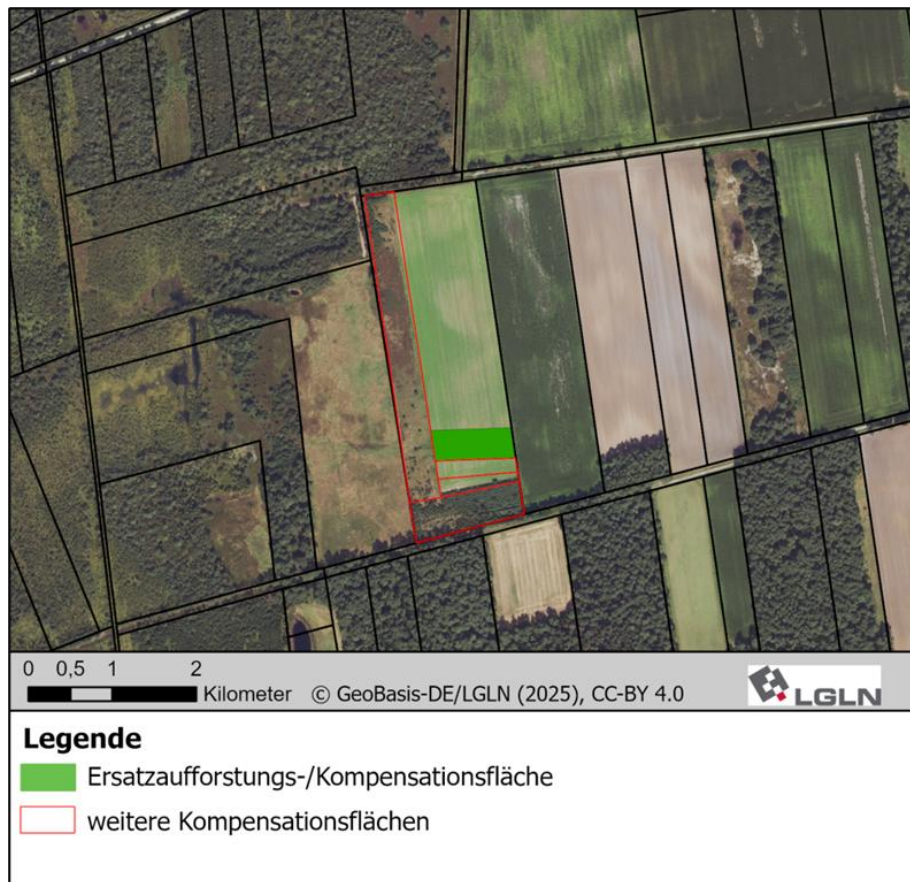 0 0,5 1 2
Kilometer © GeoBasis-DE/LGLN (2025), CC-BY 4.0
LGLN
Legende
Ersatzaufforstungs-/Kompensationsfläche
weitere Kompensationsflächen